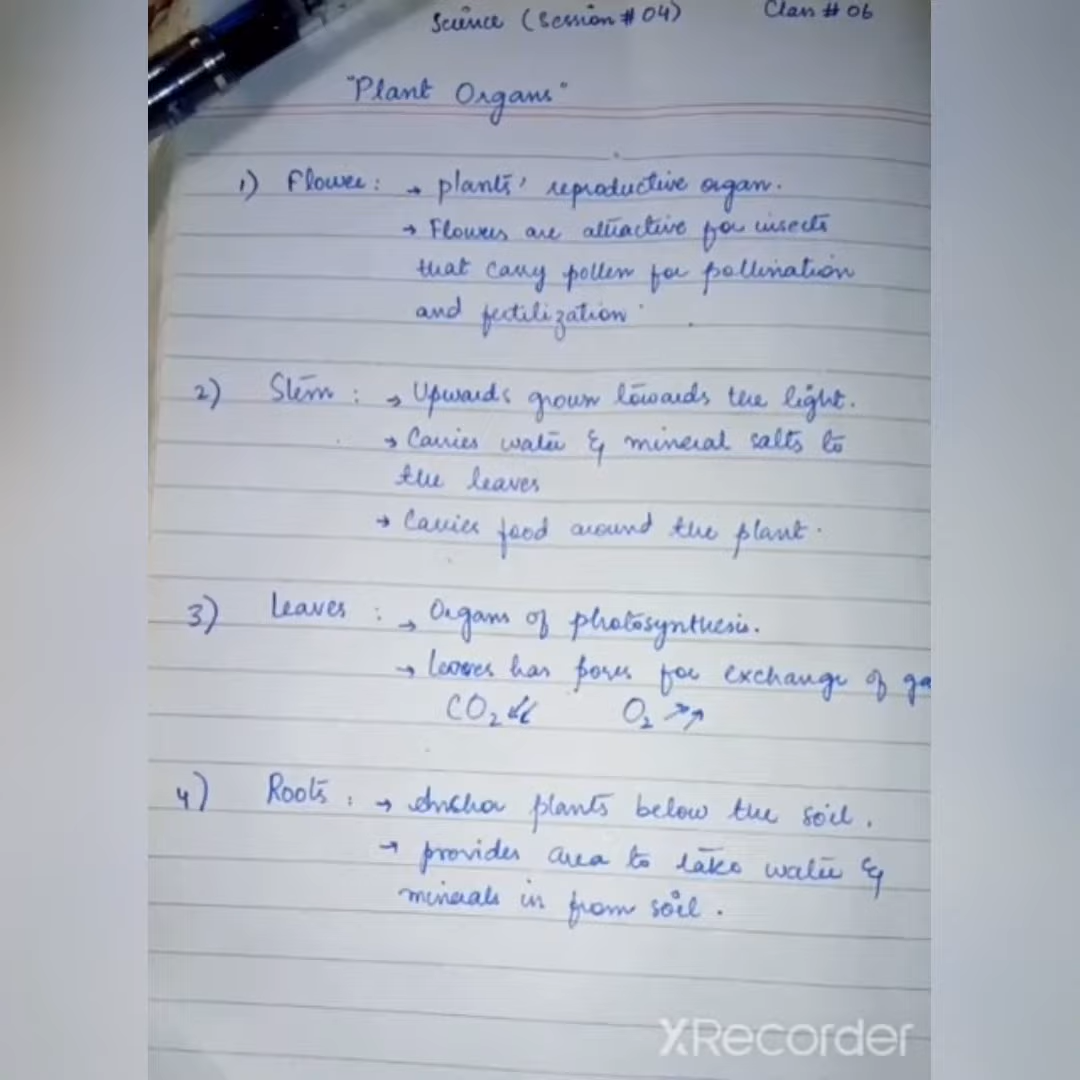 Science (Session # 04) Class # 06
"Plant Organs"
1) Flower : → plants' reproductive organ.
→ Flowers are attractive for insects
that carry pollen for pollination
and fertilization
2) Stem : → Upwards grown towards the light.
→ Carries water & mineral salts to
the leaves
→ Carries food around the plant.
3) Leaves : → Organs of photosynthesis.
→ leaves has pores for exchange of ga
CO₂ ↙↙ O₂ ↗↗
4) Roots : → Anchor plants below the soil.
→ provides area to take water &
minerals in from soil.
XRecorder